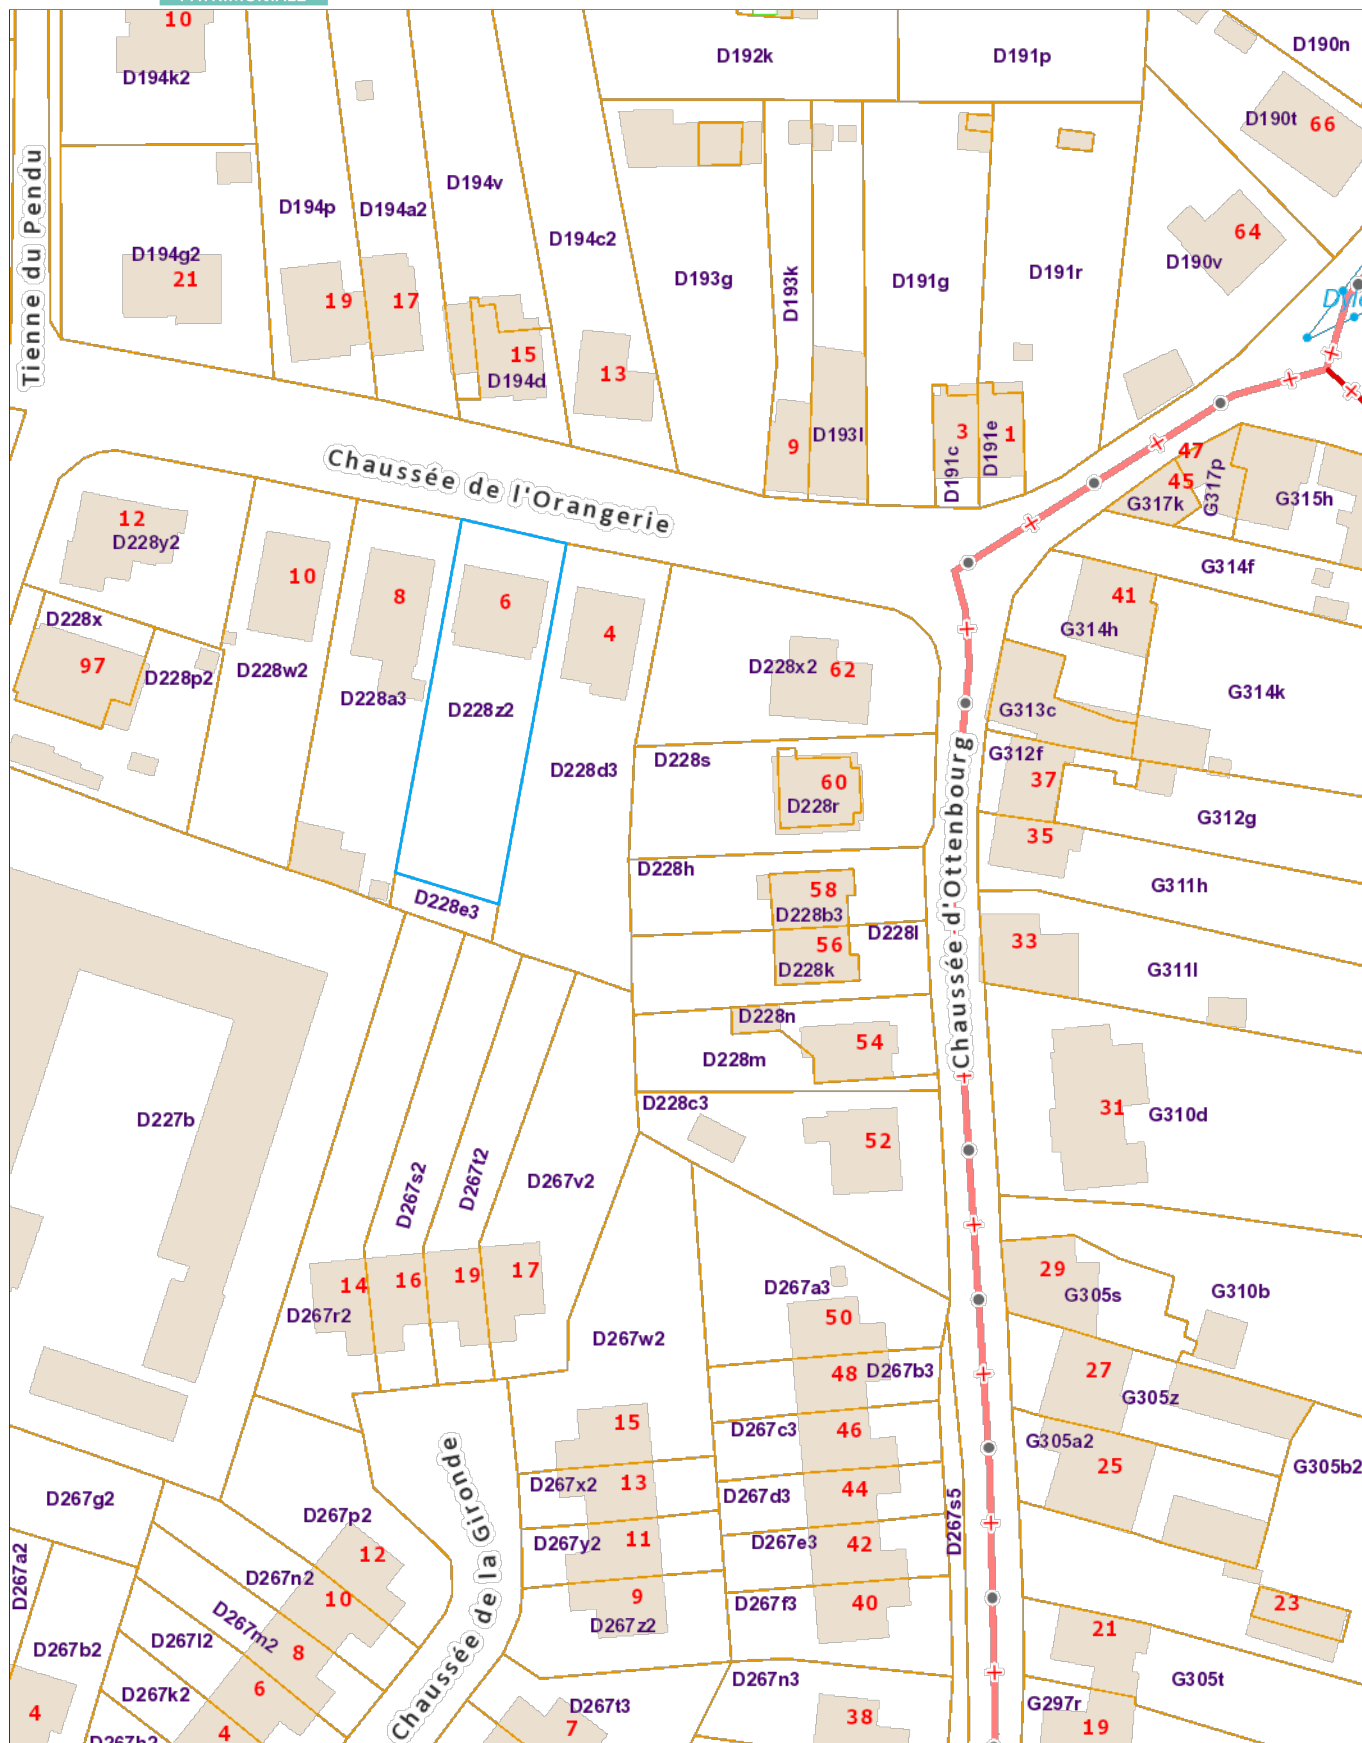 10
D194k2
D192k
D191p
D190n
D190t
66
Tienne du Pendu
D194p
D194a2
D194v
D194c2
D194g2
21
19
17
15
D194d
13
D193g
D193k
D191g
D191r
D190v
64
9
D193l
3
D191c
D191e
1
47
45
G317k
G317p
G315h
G314f
Chaussée de l'Orangerie
12
D228y2
10
8
6
4
D228x
97
D228p2
D228w2
D228a3
D228z2
D228d3
D228x2
62
41
G314h
G314k
G313c
D228s
60
D228r
G312f
37
G312g
35
G311h
D228h
58
D228b3
D228l
56
D228k
D228e3
33
G311l
Chaussée d'Ottenbourg
D228n
D228m
54
D228c3
52
31
G310d
D227b
D267s2
D267t2
D267v2
14
16
19
17
D267r2
D267w2
D267a3
50
29
G305s
G310b
48
D267b3
27
G305z
15
D267c3
46
G305a2
25
G305b2
D267x2
13
D267d3
44
D267s5
D267g2
D267p2
12
Chaussée de la Gironde
D267y2
11
D267e3
42
D267a2
D267n2
10
9
D267z2
D267f3
40
23
D267b2
D267l2
D267m2
8
21
D267k2
6
D267t3
7
D267n3
38
G305t
G297r
19
4
4